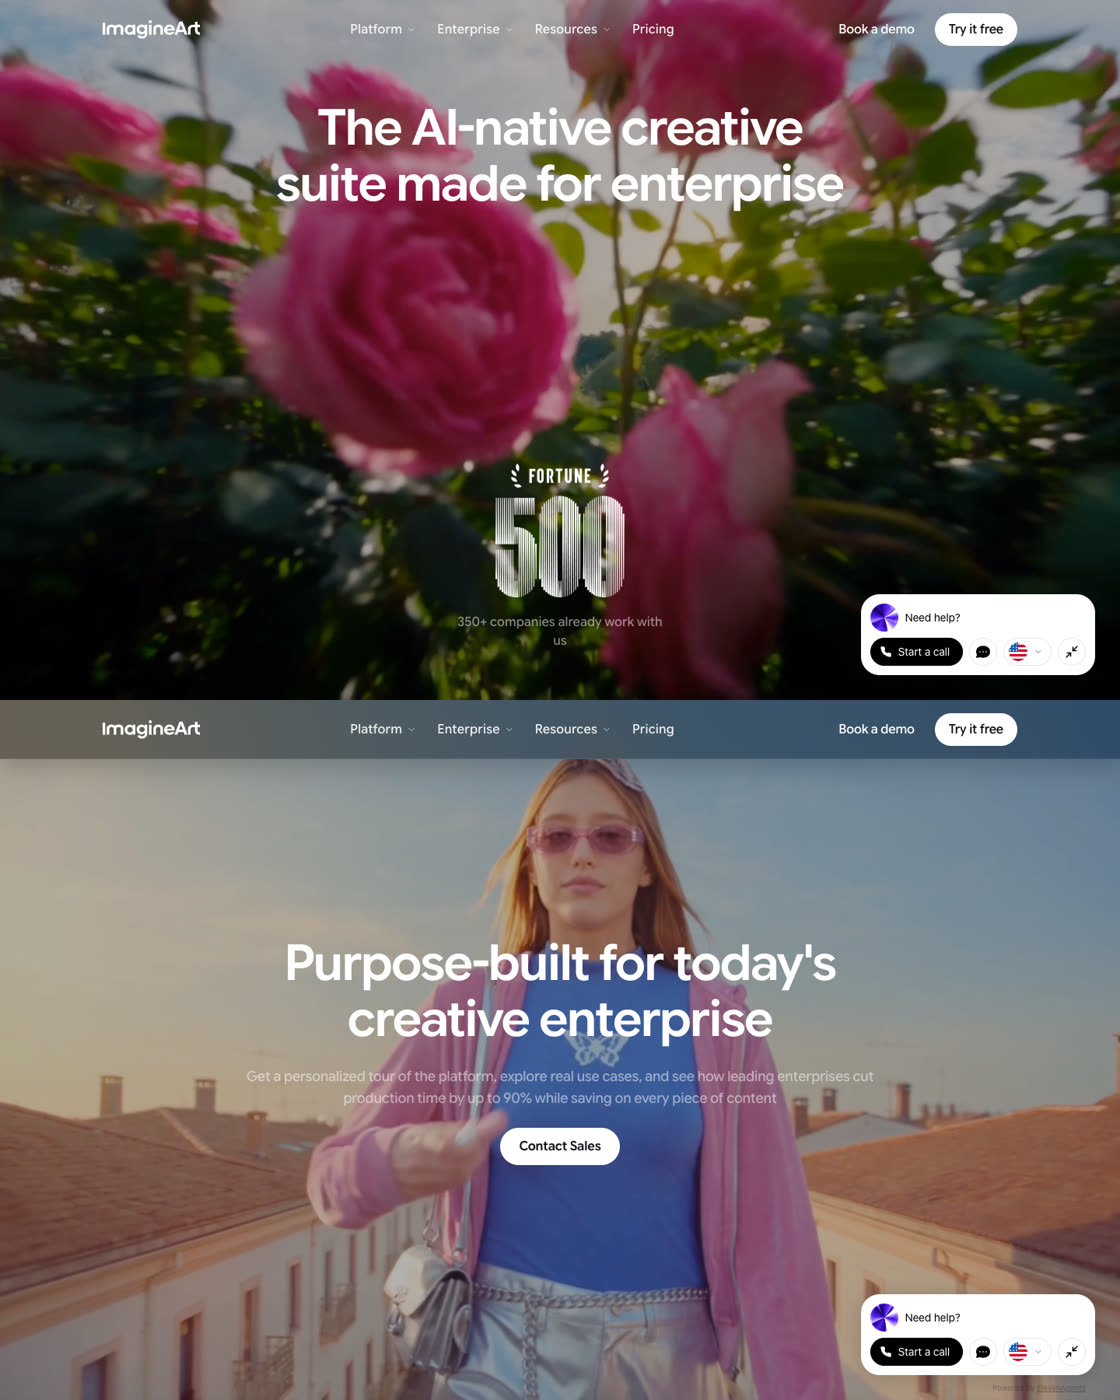 ImagineArt
Platform
Enterprise
Resources
Pricing
Book a demo
Try it free
The AI-native creative
suite made for enterprise
FORTUNE
500
350+ companies already work with
us
Need help?
Start a call
ImagineArt
Platform
Enterprise
Resources
Pricing
Book a demo
Try it free
Purpose-built for today's
creative enterprise
Get a personalized tour of the platform, explore real use cases, and see how leading enterprises cut
production time by up to 90% while saving on every piece of content
Contact Sales
Need help?
Start a call
Powered by ElevenAgents